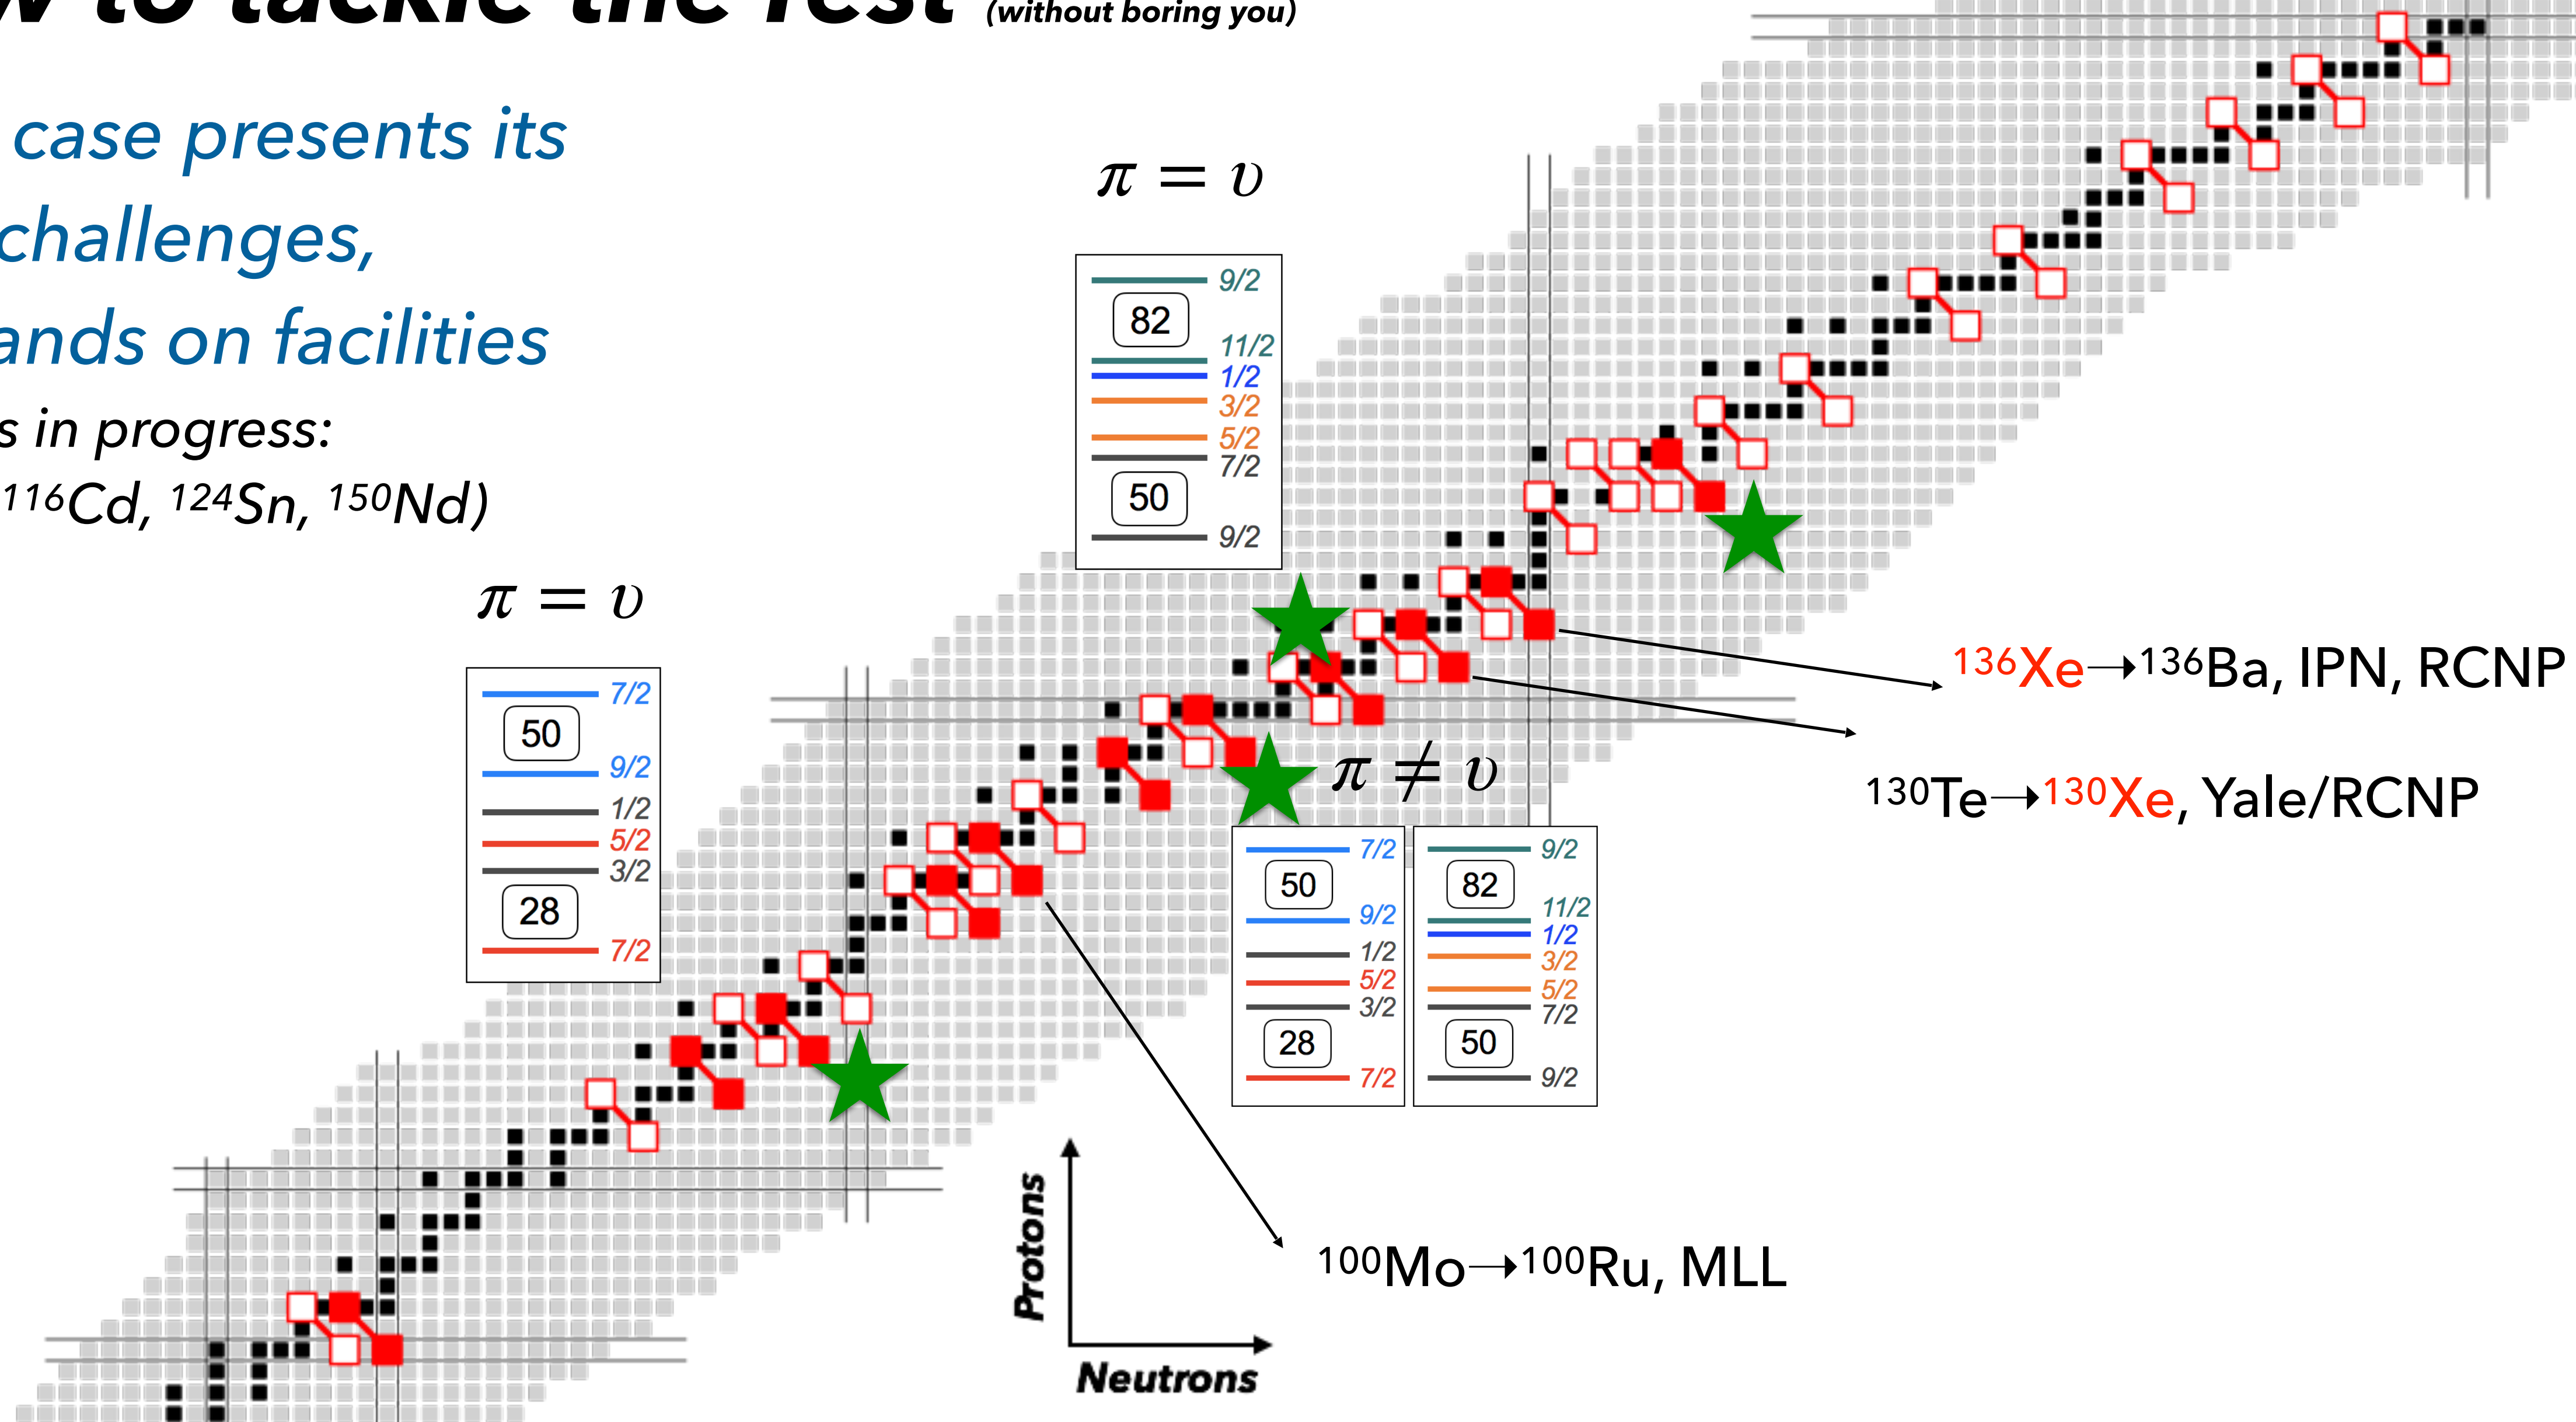 w to tackle the rest (without boring you)
case presents its
challenges,
ands on facilities
s in progress:
¹¹⁶Cd, ¹²⁴Sn, ¹⁵⁰Nd)
π = υ
9/2
82
11/2
1/2
3/2
5/2
7/2
50
9/2
π = υ
7/2
50
9/2
1/2
5/2
3/2
28
7/2
π ≠ υ
7/2
50
9/2
1/2
5/2
3/2
28
7/2
9/2
82
11/2
1/2
3/2
5/2
7/2
50
9/2
¹³⁶Xe→¹³⁶Ba, IPN, RCNP
¹³⁰Te→¹³⁰Xe, Yale/RCNP
¹⁰⁰Mo→¹⁰⁰Ru, MLL
Protons
Neutrons